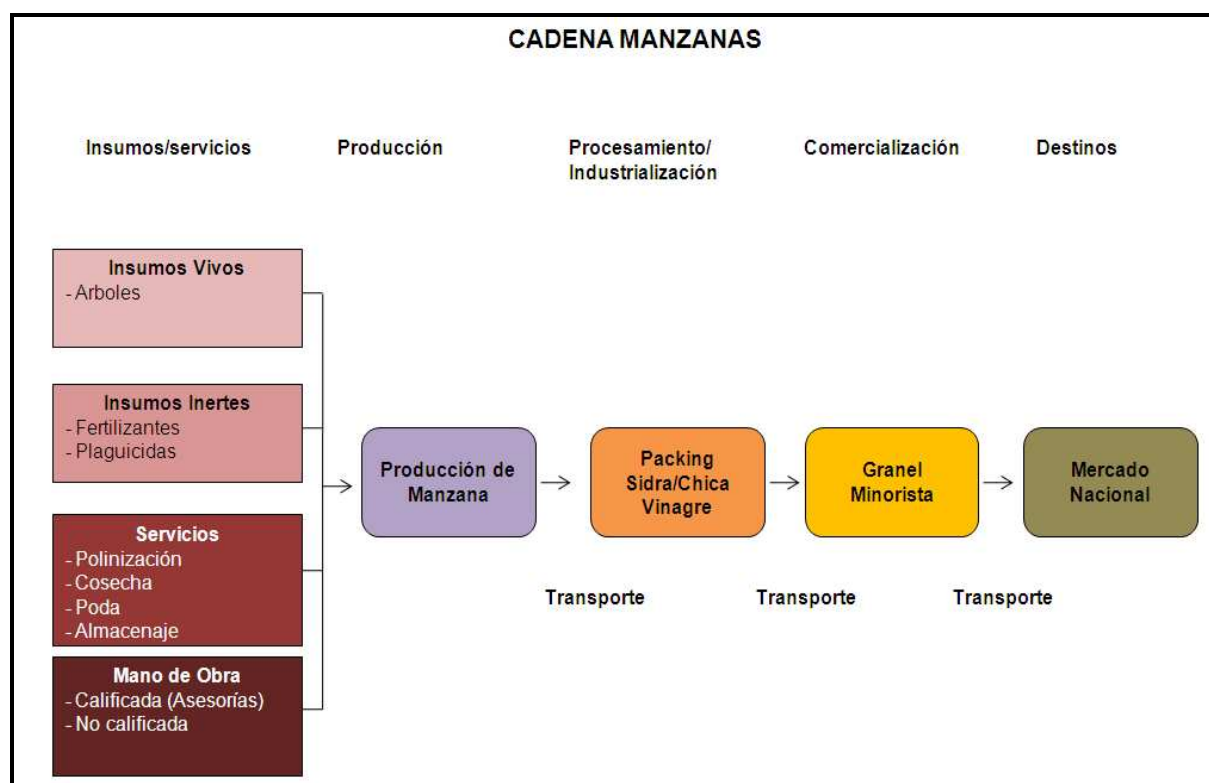 CADENA MANZANAS
Insumos/servicios
Producción
Procesamiento/
Industrialización
Comercialización
Destinos
Insumos Vivos
- Arboles
Insumos Inertes
- Fertilizantes
- Plaguicidas
Servicios
- Polinización
- Cosecha
- Poda
- Almacenaje
Mano de Obra
- Calificada (Asesorías)
- No calificada
Producción de
Manzana
Packing
Sidra/Chica
Vinagre
Granel
Minorista
Mercado
Nacional
Transporte
Transporte
Transporte